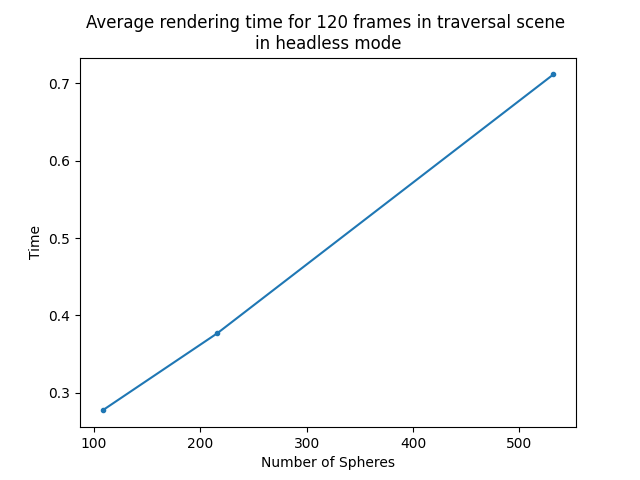 Average rendering time for 120 frames in traversal scene
in headless mode
0.7
0.6
0.5
0.4
0.3
Time
100
200
300
400
500
Number of Spheres